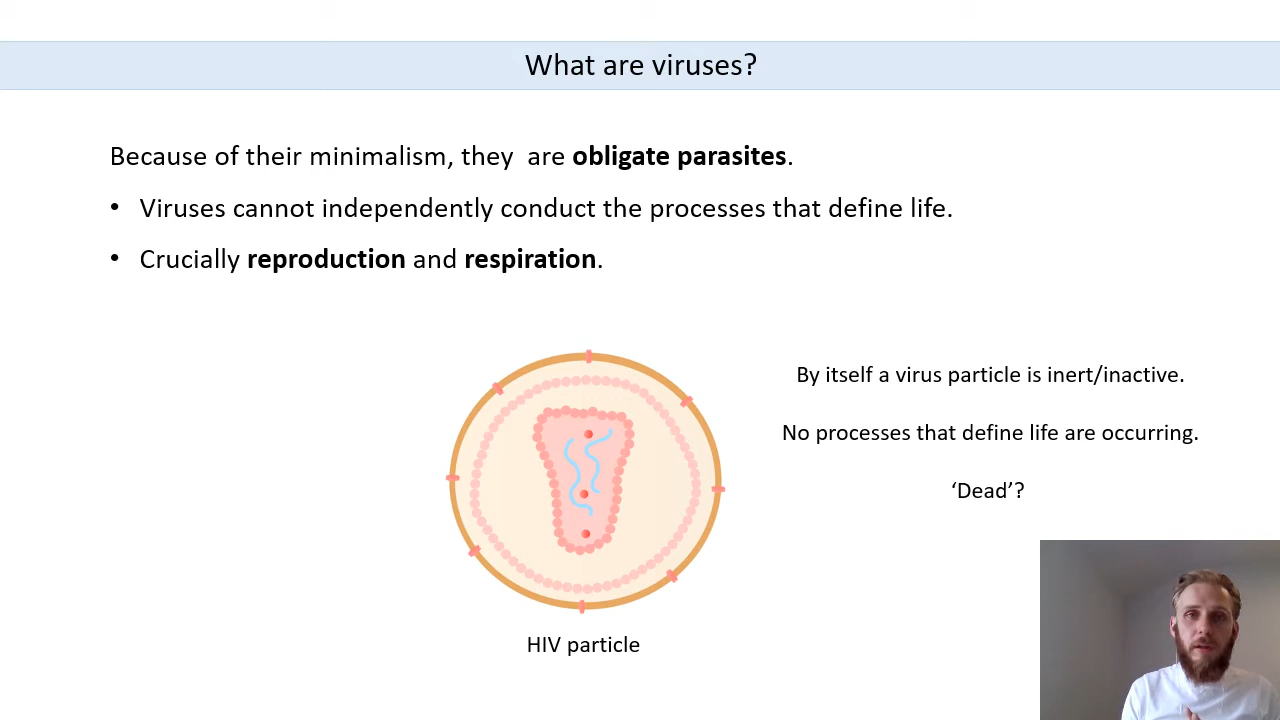 What are viruses?
Because of their minimalism, they are obligate parasites.
• Viruses cannot independently conduct the processes that define life.
• Crucially reproduction and respiration.
By itself a virus particle is inert/inactive.
No processes that define life are occurring.
‘Dead’?
HIV particle